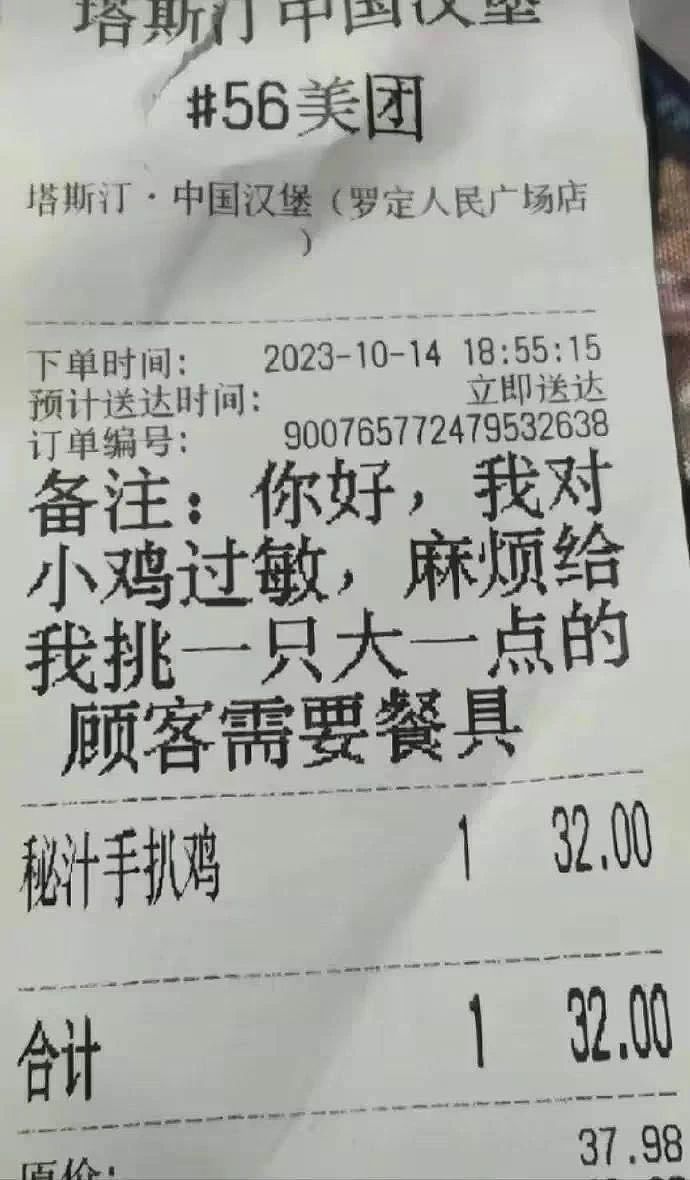 塔斯汀中国汉堡
#56美团
塔斯汀·中国汉堡（罗定人民广场店
）
下单时间： 2023-10-14 18:55:15
预计送达时间： 立即送达
订单编号： 900765772479532638
备注：你好，我对
小鸡过敏，麻烦给
我挑一只大一点的
顾客需要餐具
秘汁手扒鸡 1 32.00
合计 1 32.00
37.98
原价：